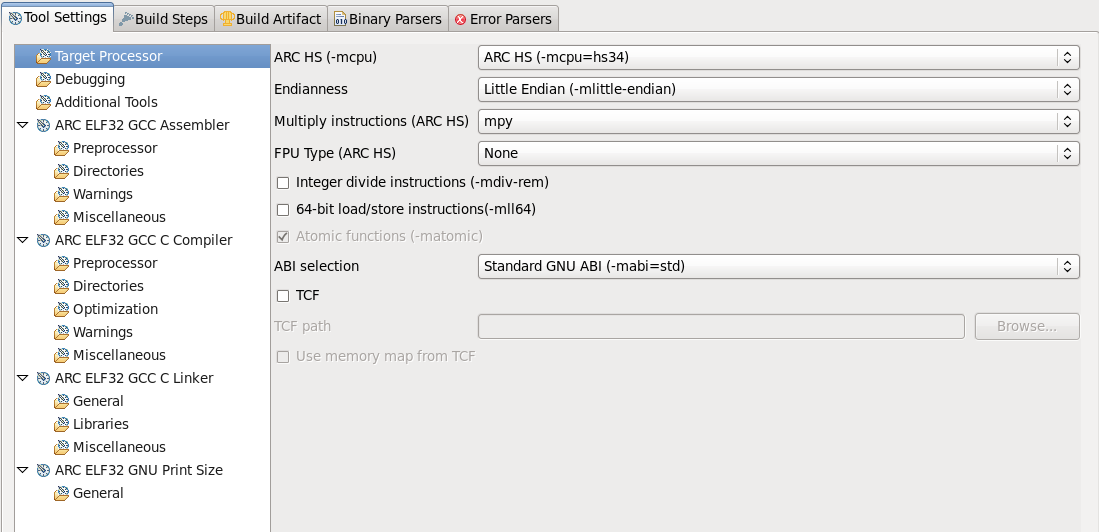 Tool Settings Build Steps Build Artifact Binary Parsers Error Parsers
Target Processor
Debugging
Additional Tools
ARC ELF32 GCC Assembler
Preprocessor
Directories
Warnings
Miscellaneous
ARC ELF32 GCC C Compiler
Preprocessor
Directories
Optimization
Warnings
Miscellaneous
ARC ELF32 GCC C Linker
General
Libraries
Miscellaneous
ARC ELF32 GNU Print Size
General
ARC HS (-mcpu) ARC HS (-mcpu=hs34)
Endianness Little Endian (-mlittle-endian)
Multiply instructions (ARC HS) mpy
FPU Type (ARC HS) None
Integer divide instructions (-mdiv-rem)
64-bit load/store instructions(-mll64)
Atomic functions (-matomic)
ABI selection Standard GNU ABI (-mabi=std)
TCF
TCF path Browse...
Use memory map from TCF